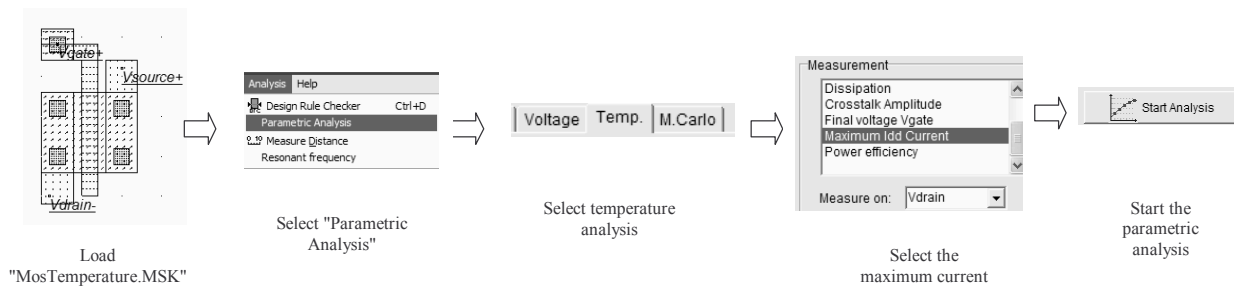 Vgate+
Vsource+
Vdrain-
Load
"MosTemperature.MSK"
Analysis Help
Design Rule Checker Ctrl+D
Parametric Analysis
Measure Distance
Resonant frequency
Select "Parametric
Analysis"
Voltage Temp. M.Carlo
Select temperature
analysis
Measurement
Dissipation
Crosstalk Amplitude
Final voltage Vgate
Maximum Idd Current
Power efficiency
Measure on: Vdrain
Select the
maximum current
Start Analysis
Start the
parametric
analysis